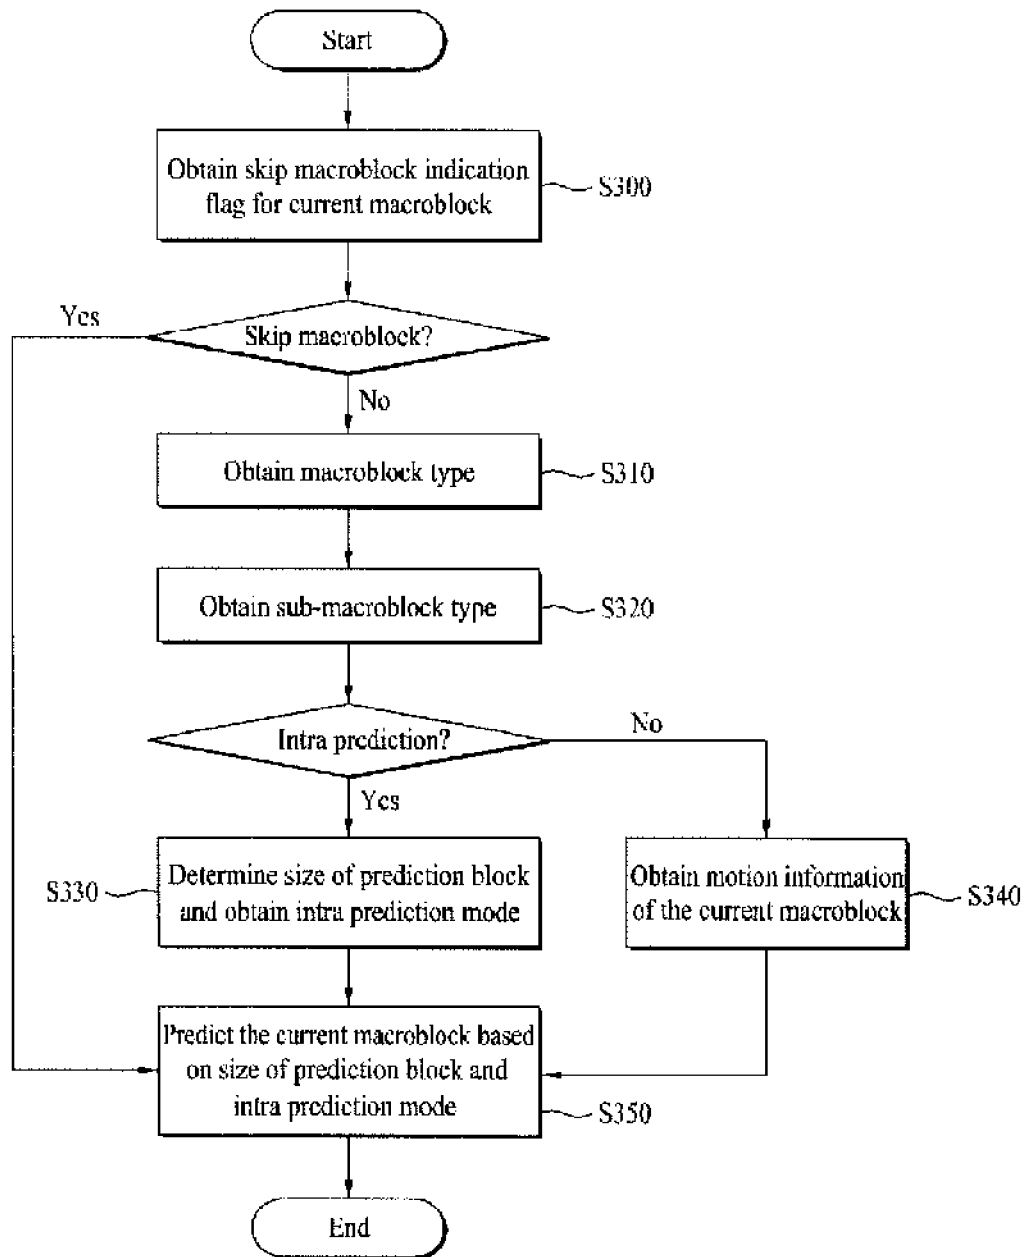 Start
Obtain skip macroblock indication
flag for current macroblock
S300
Yes
Skip macroblock?
No
Obtain macroblock type
S310
Obtain sub-macroblock type
S320
Intra prediction?
No
Yes
S330
Determine size of prediction block
and obtain intra prediction mode
Obtain motion information
of the current macroblock
S340
Predict the current macroblock based
on size of prediction block and
intra prediction mode
S350
End